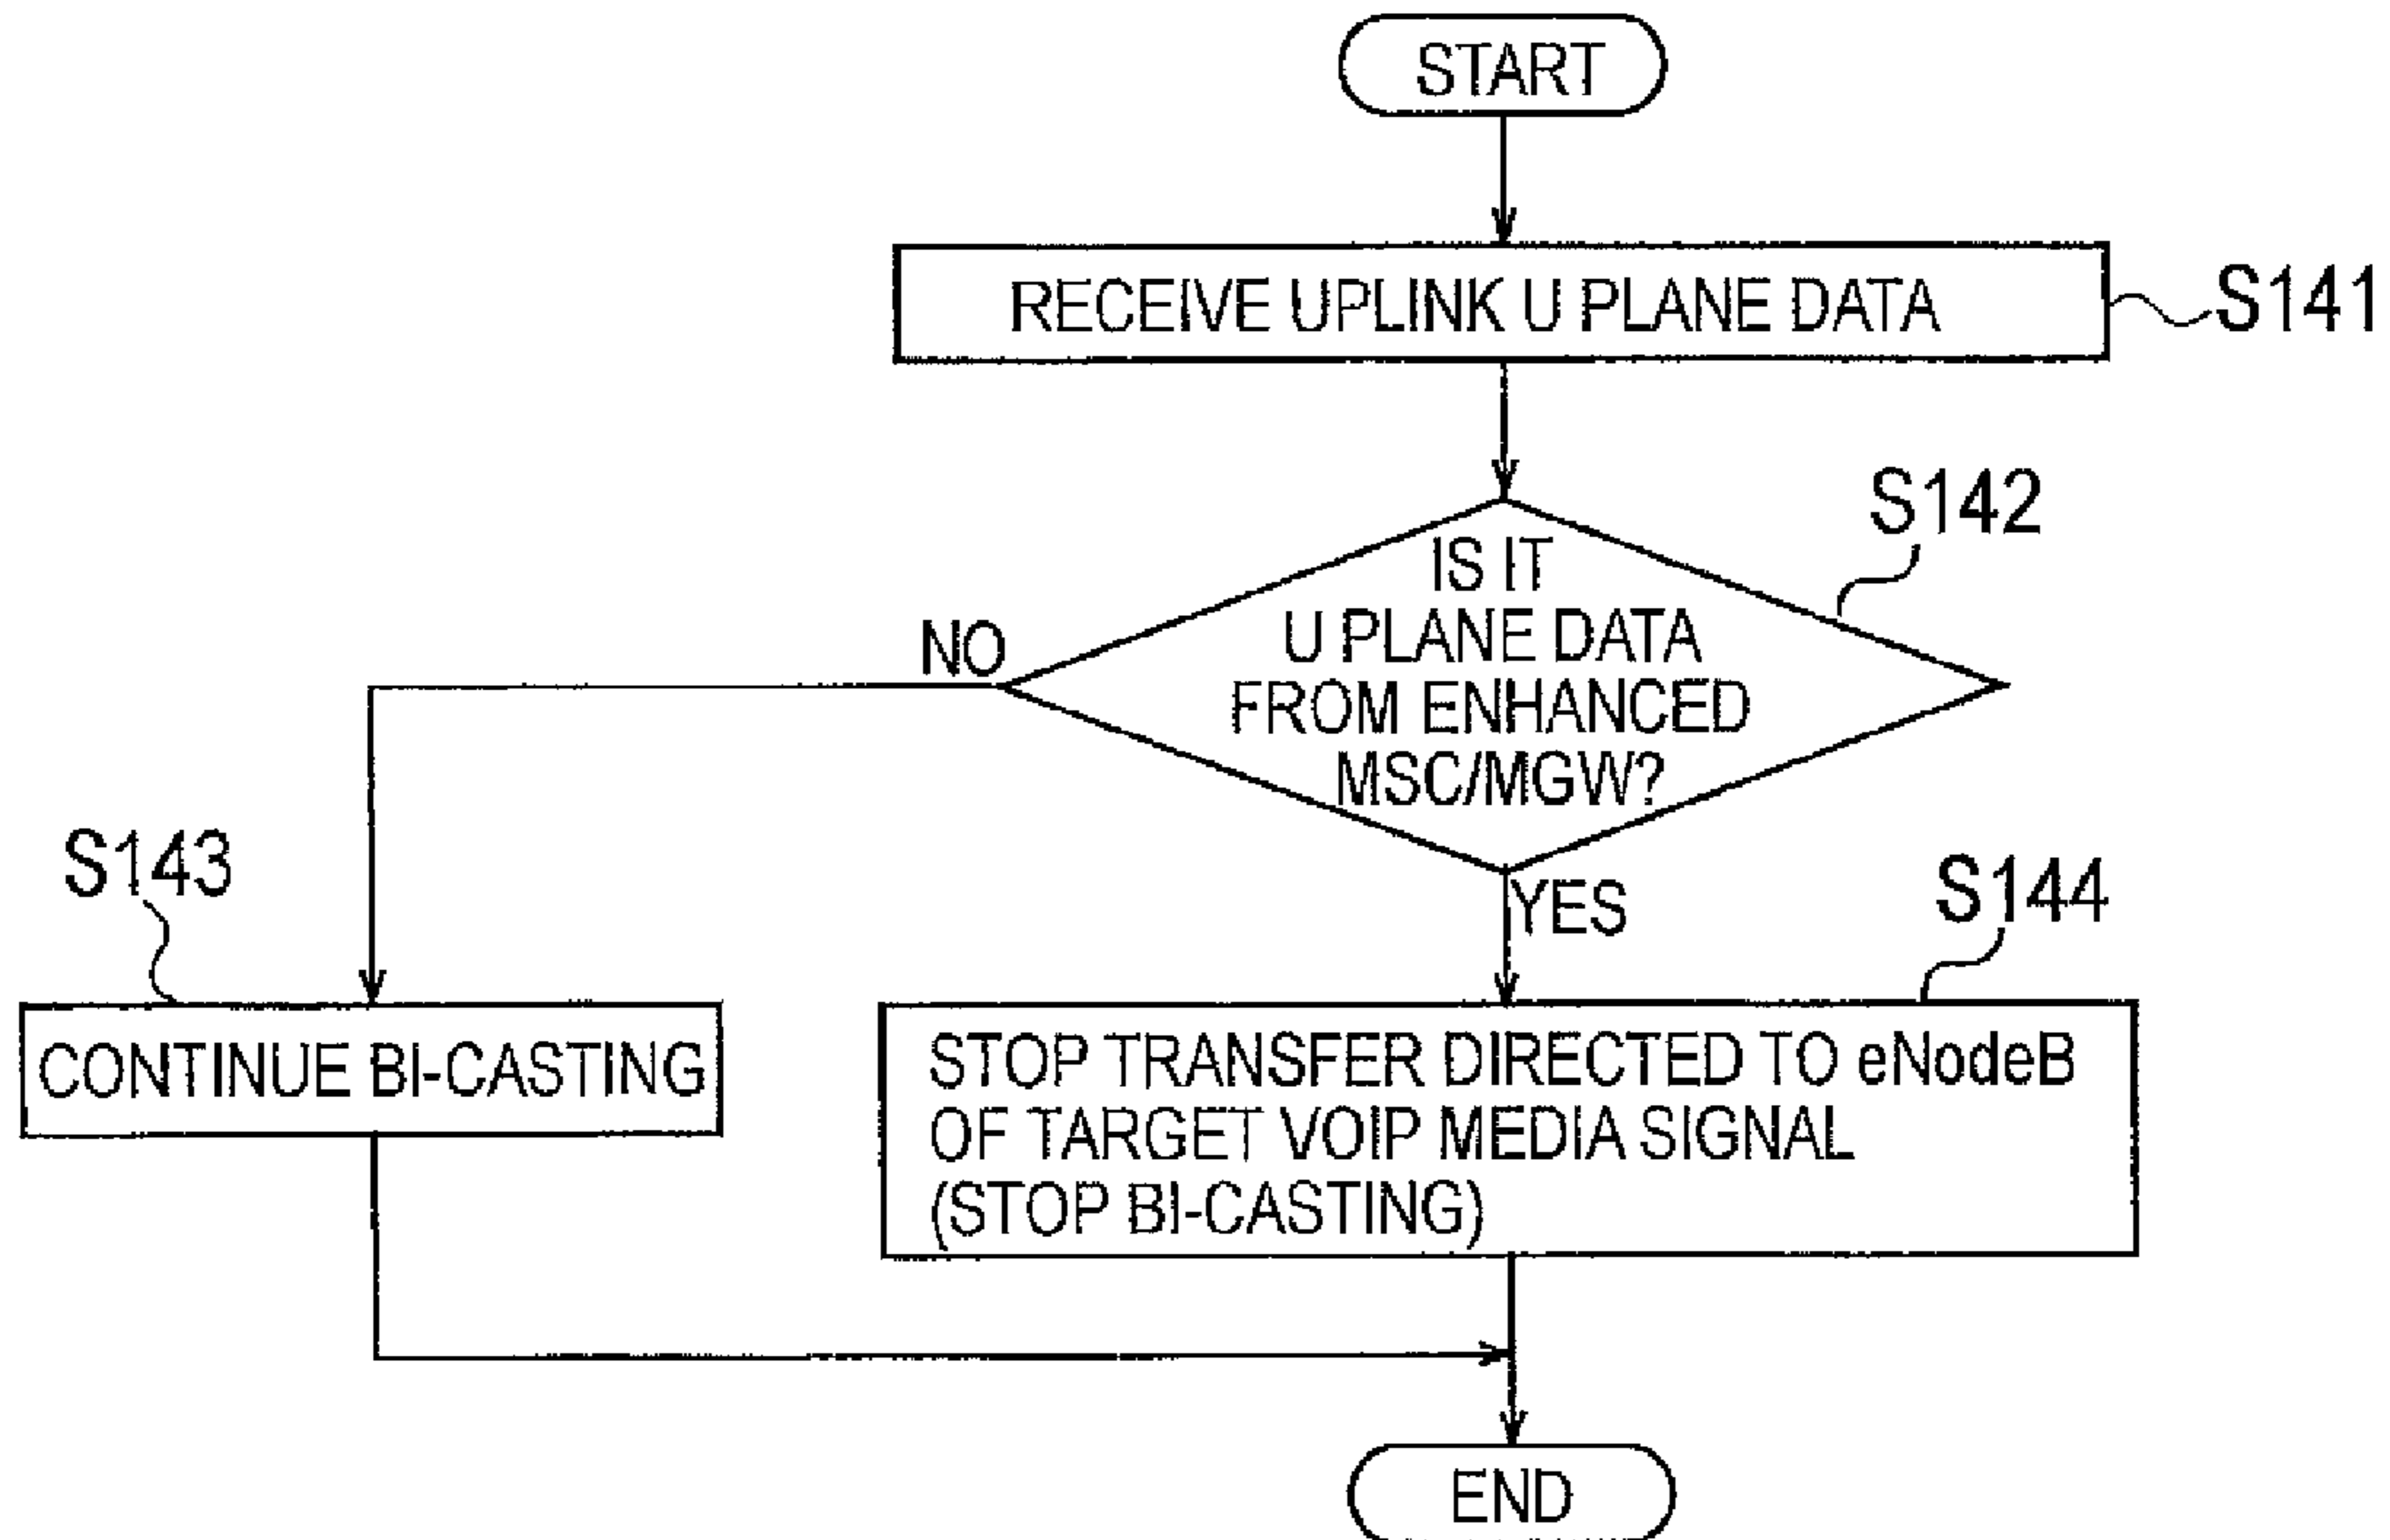 START
RECEIVE UPLINK U PLANE DATA
S141
S142
IS IT
U PLANE DATA
FROM ENHANCED
MSC/MGW?
NO
YES
S143
CONTINUE BI-CASTING
S144
STOP TRANSFER DIRECTED TO eNodeB
OF TARGET VOIP MEDIA SIGNAL
(STOP BI-CASTING)
END